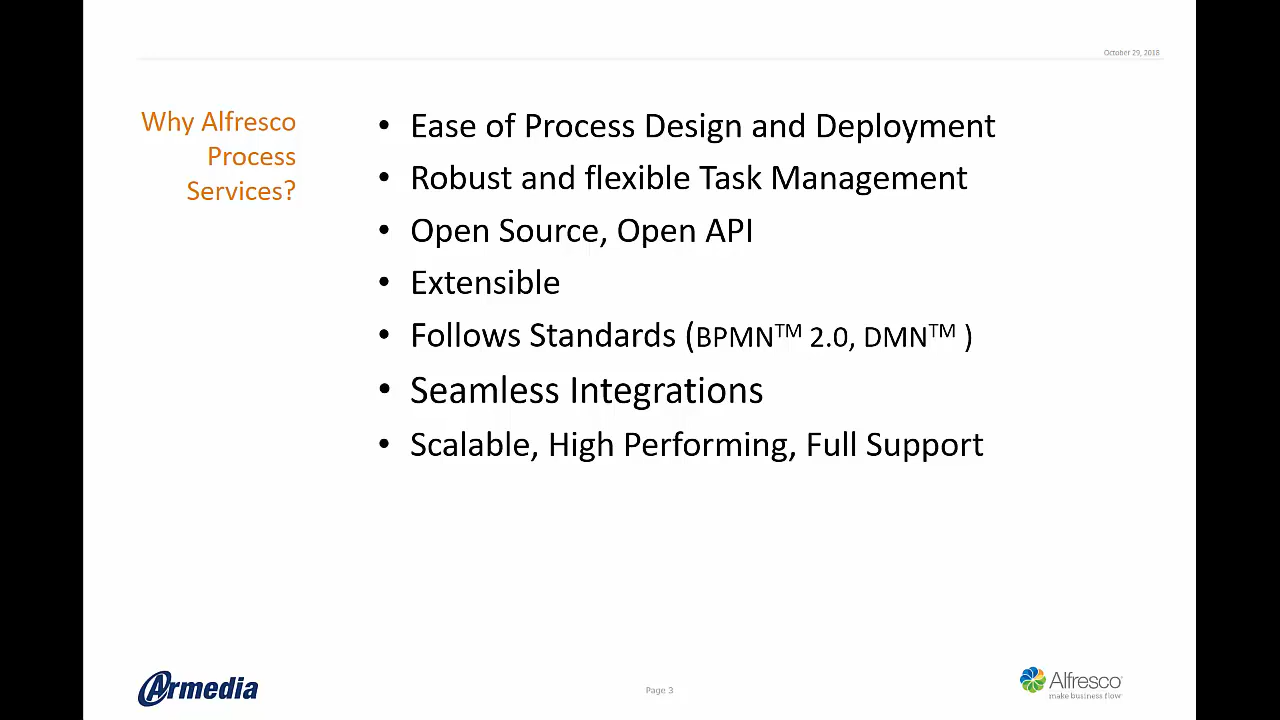 October 29, 2018
Why Alfresco
Process
Services?
• Ease of Process Design and Deployment
• Robust and flexible Task Management
• Open Source, Open API
• Extensible
• Follows Standards (BPMN™ 2.0, DMN™ )
• Seamless Integrations
• Scalable, High Performing, Full Support
Armedia
Page 3
Alfresco
make business flow